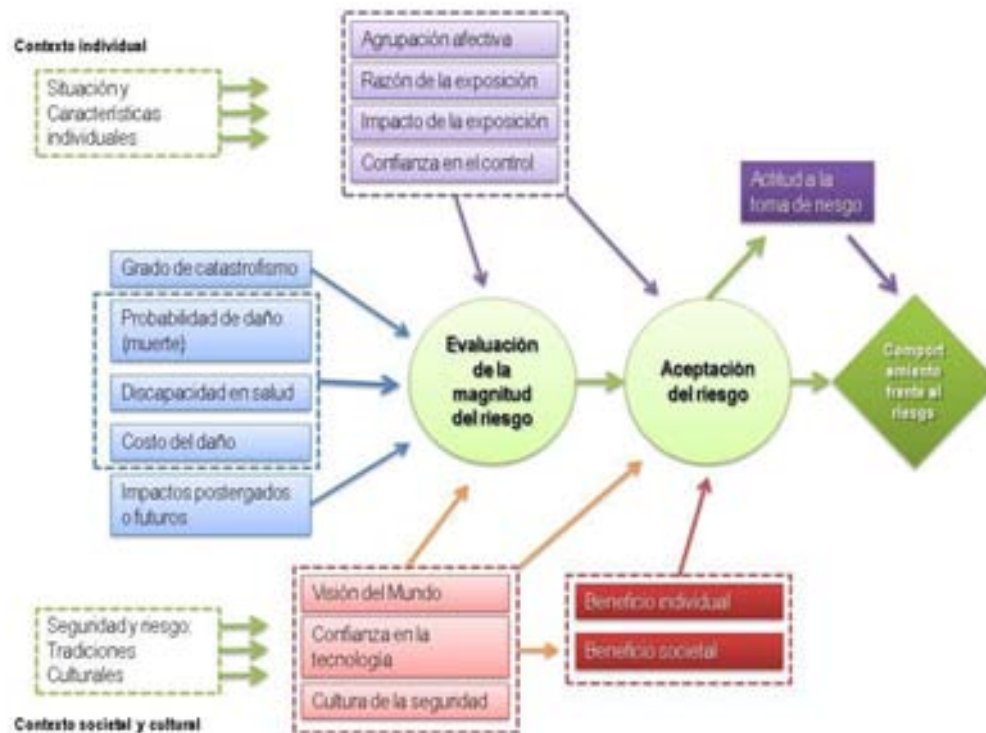 Contexto individual
Situación y
Características
individuales
Agrupación afectiva
Razón de la exposición
Impacto de la exposición
Confianza en el control
Actitud a la
toma de riesgo
Grado de catastrofismo
Probabilidad de daño
(muerte)
Discapacidad en salud
Costo del daño
Impactos postergados
o futuros
Evaluación
de la
magnitud
del riesgo
Aceptación
del riesgo
Comport
amiento
frente al
riesgo
Visión del Mundo
Confianza en la
tecnología
Cultura de la seguridad
Beneficio individual
Beneficio societal
Seguridad y riesgo:
Tradiciones
Culturales
Contexto societal y cultural